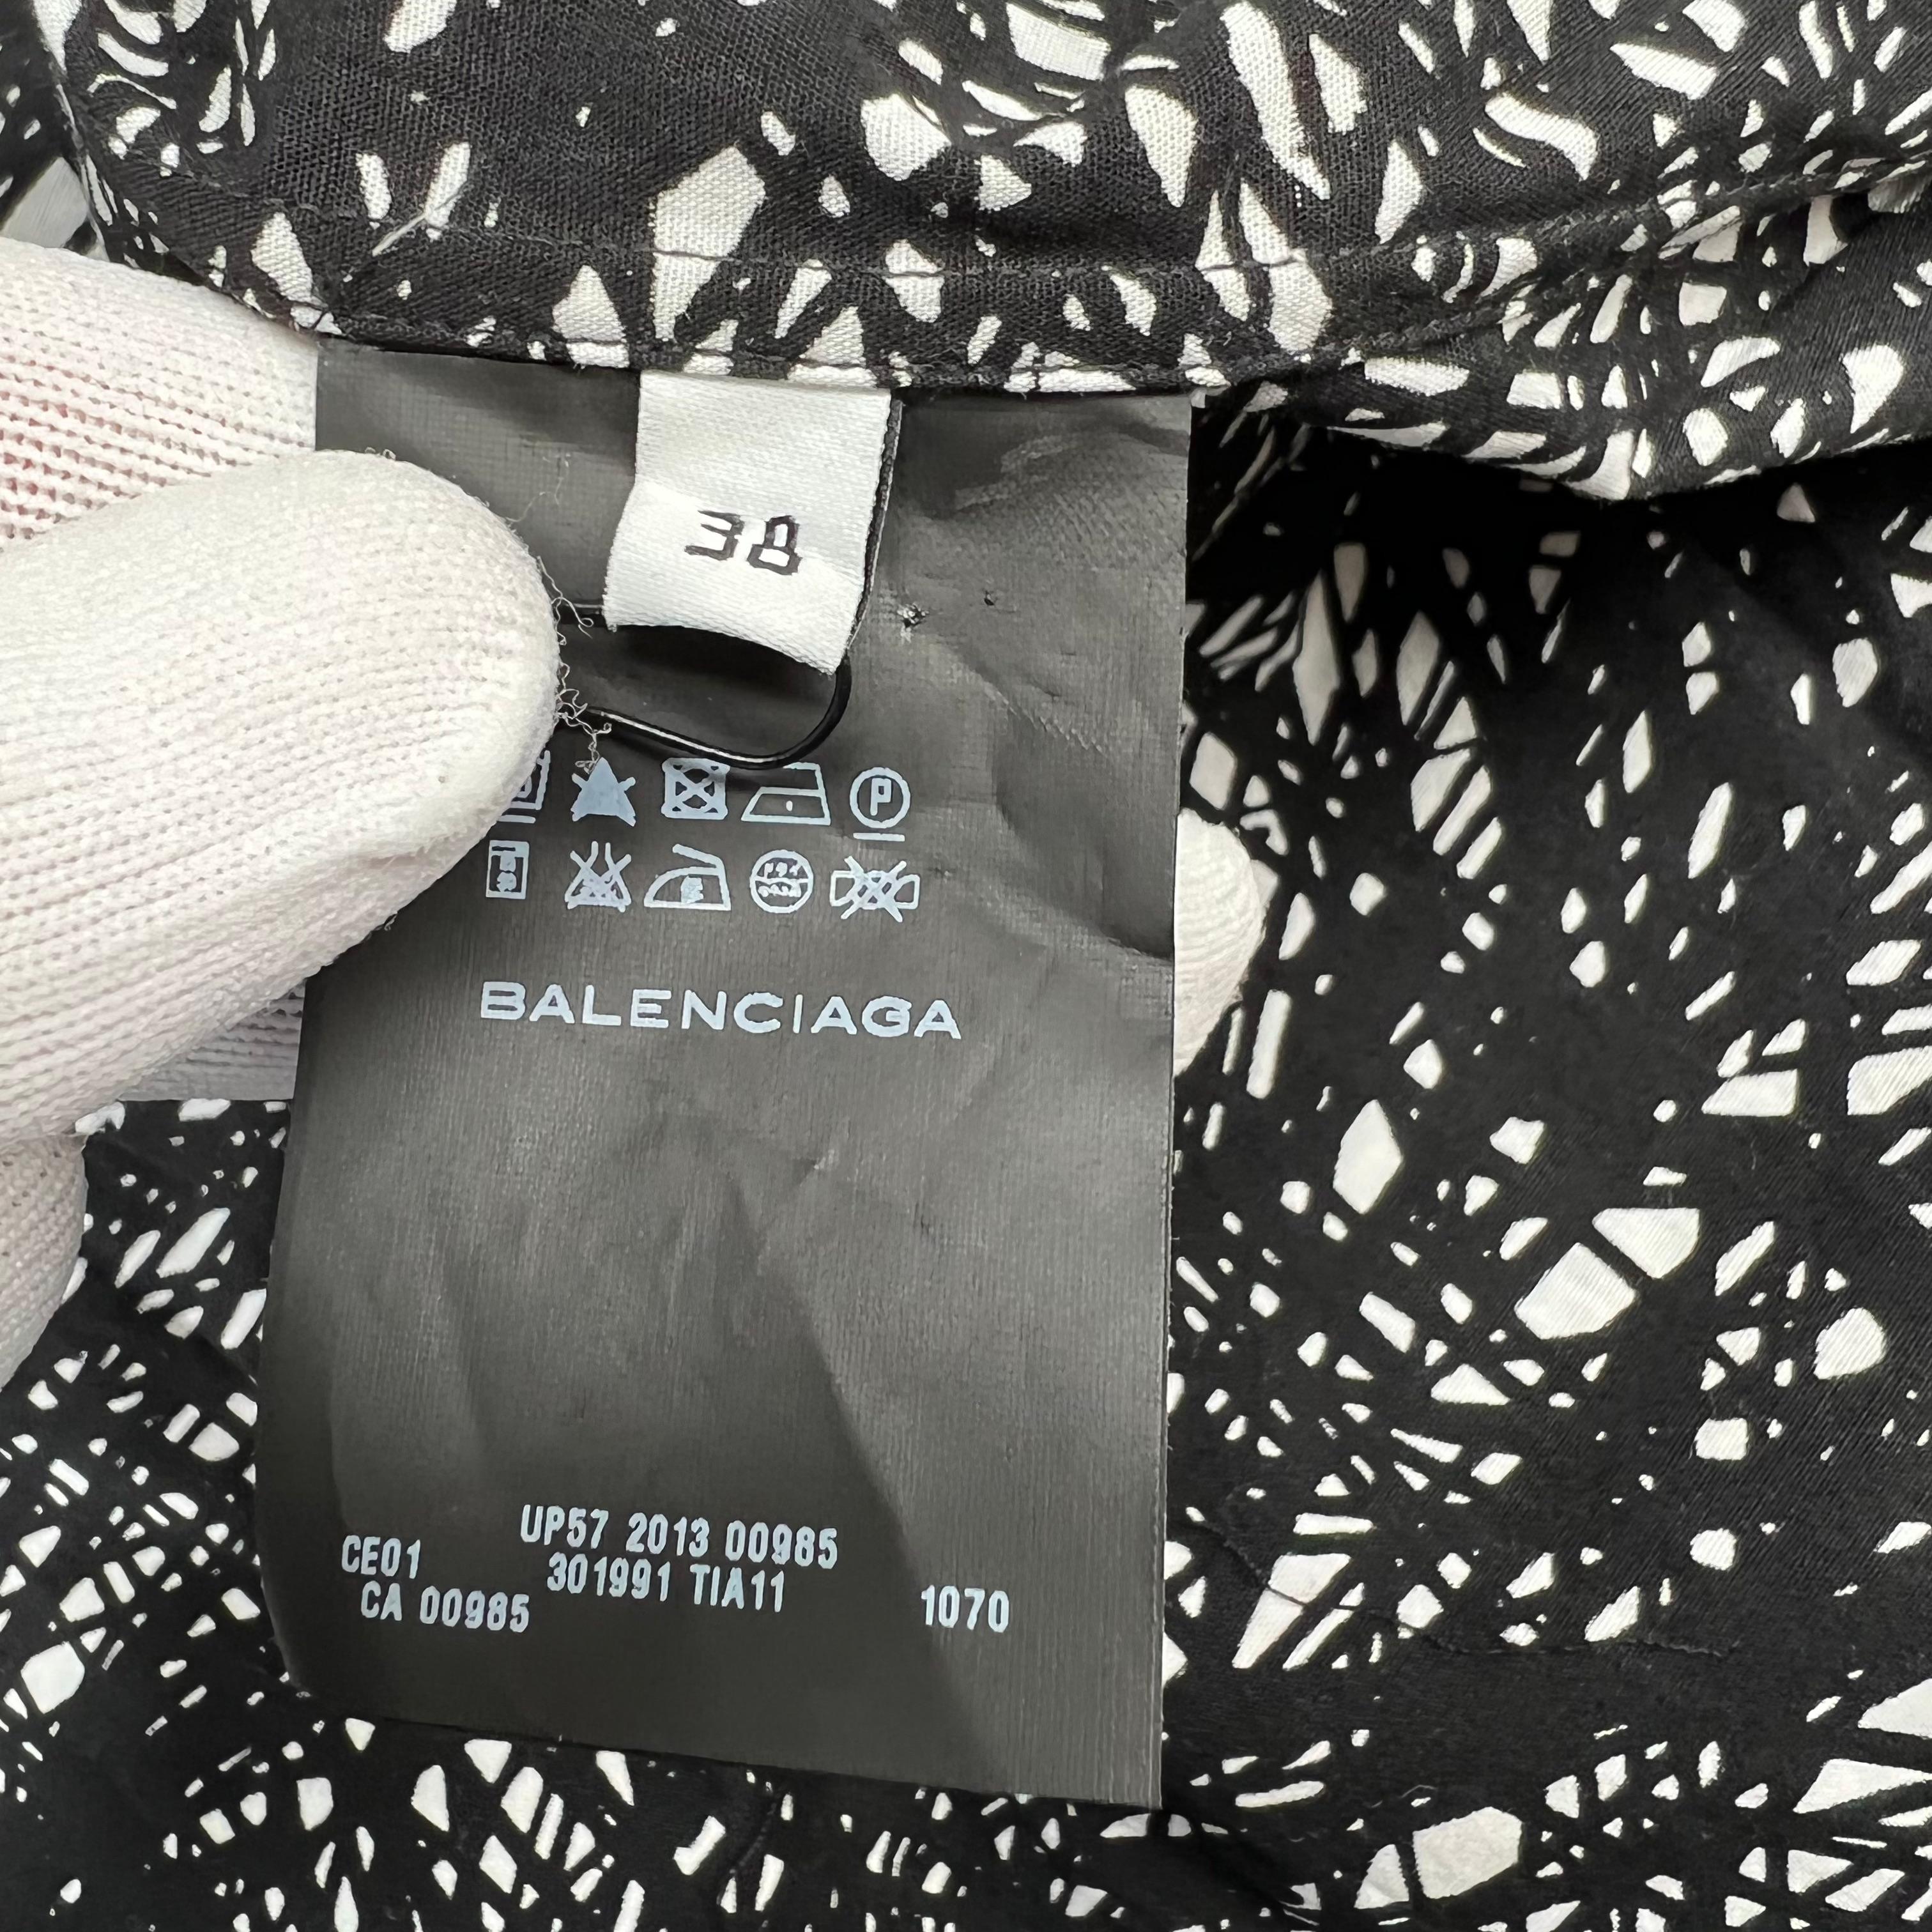 38
P
BALENCIAGA
UP57 2013 00985
CE01 301991 TIA11
CA 00985 1070